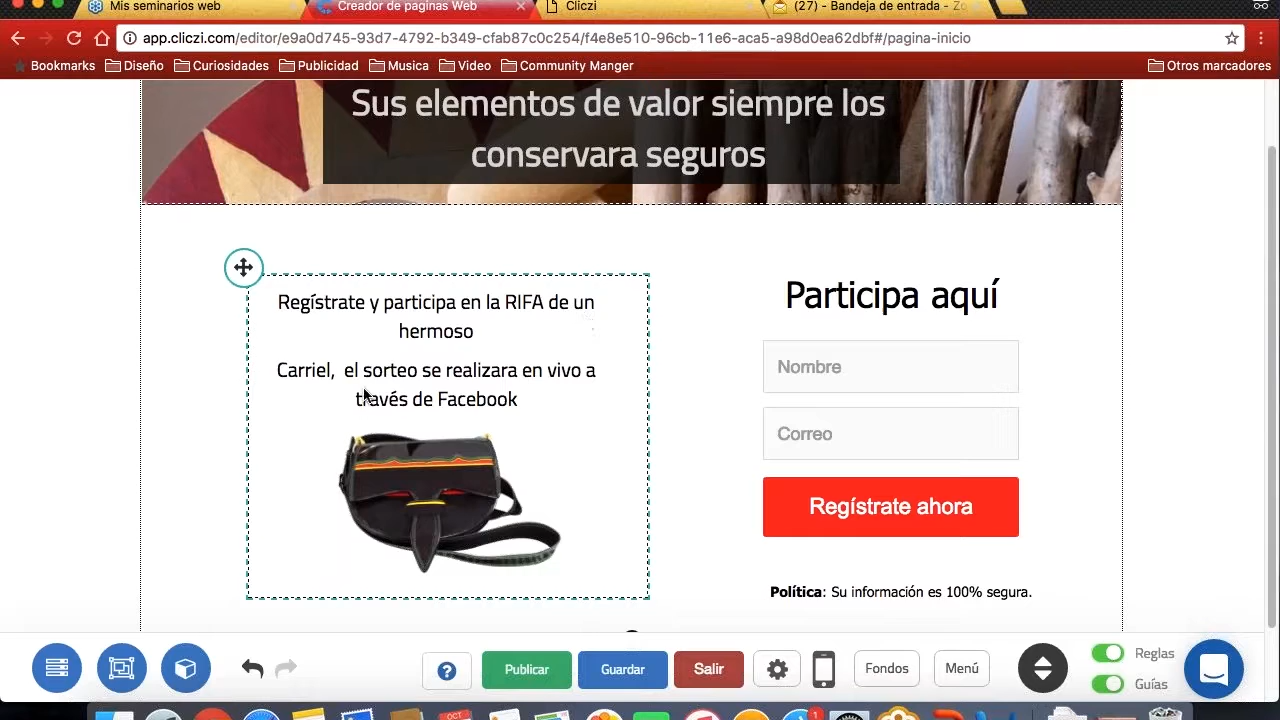 Mis seminarios web
Creador de paginas Web
Cliczi
(27) - Bandeja de entrada - Zo
app.cliczi.com/editor/e9a0d745-93d7-4792-b349-cfab87c0c254/f4e8e510-96cb-11e6-aca5-a98d0ea62dbf#/pagina-inicio
Bookmarks
Diseño
Curiosidades
Publicidad
Musica
Video
Community Manger
Otros marcadores
Sus elementos de valor siempre los
conservara seguros
Regístrate y participa en la RIFA de un
hermoso
Carriel, el sorteo se realizara en vivo a
través de Facebook
Participa aquí
Nombre
Correo
Regístrate ahora
Política: Su información es 100% segura.
?
Publicar
Guardar
Salir
Fondos
Menú
Reglas
Guías
OCT
1